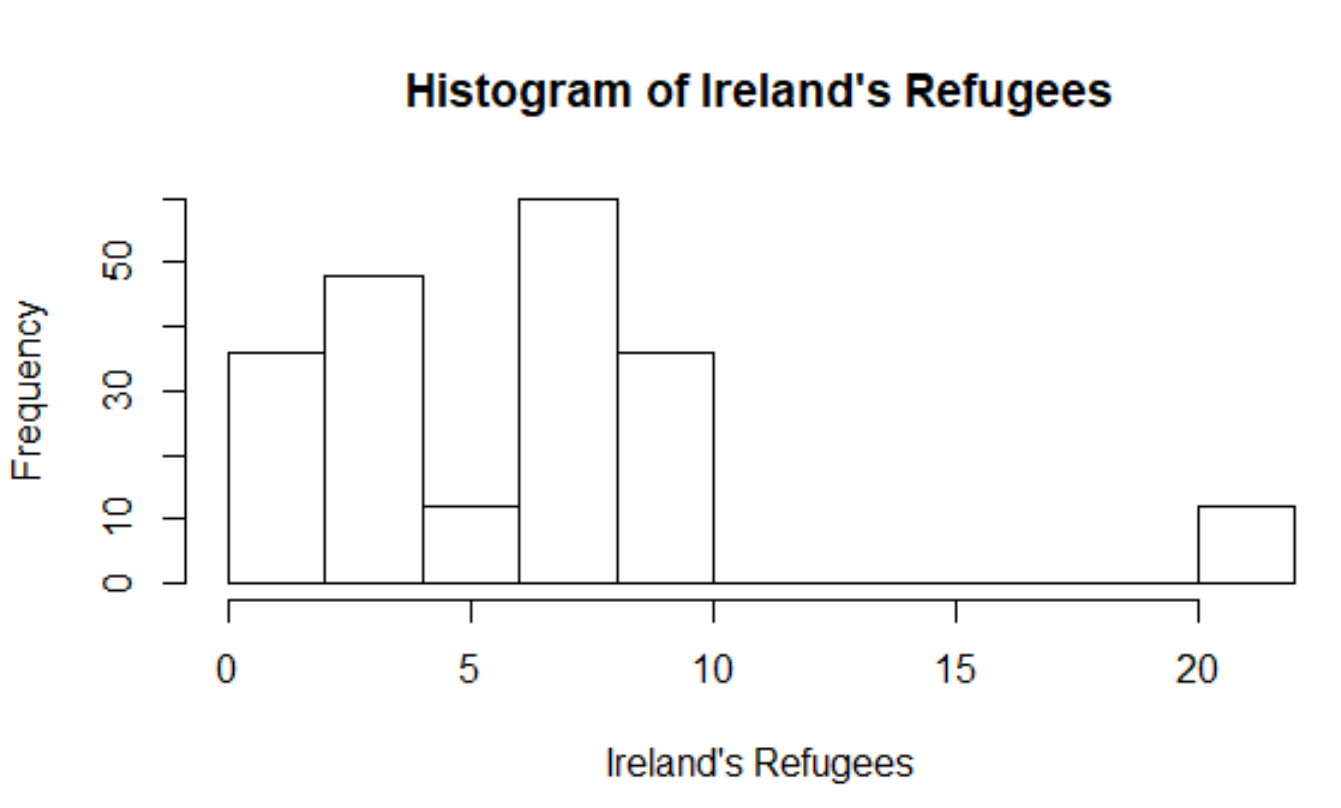 Histogram of Ireland's Refugees
Frequency
50
30
10
0
0 5 10 15 20
Ireland's Refugees